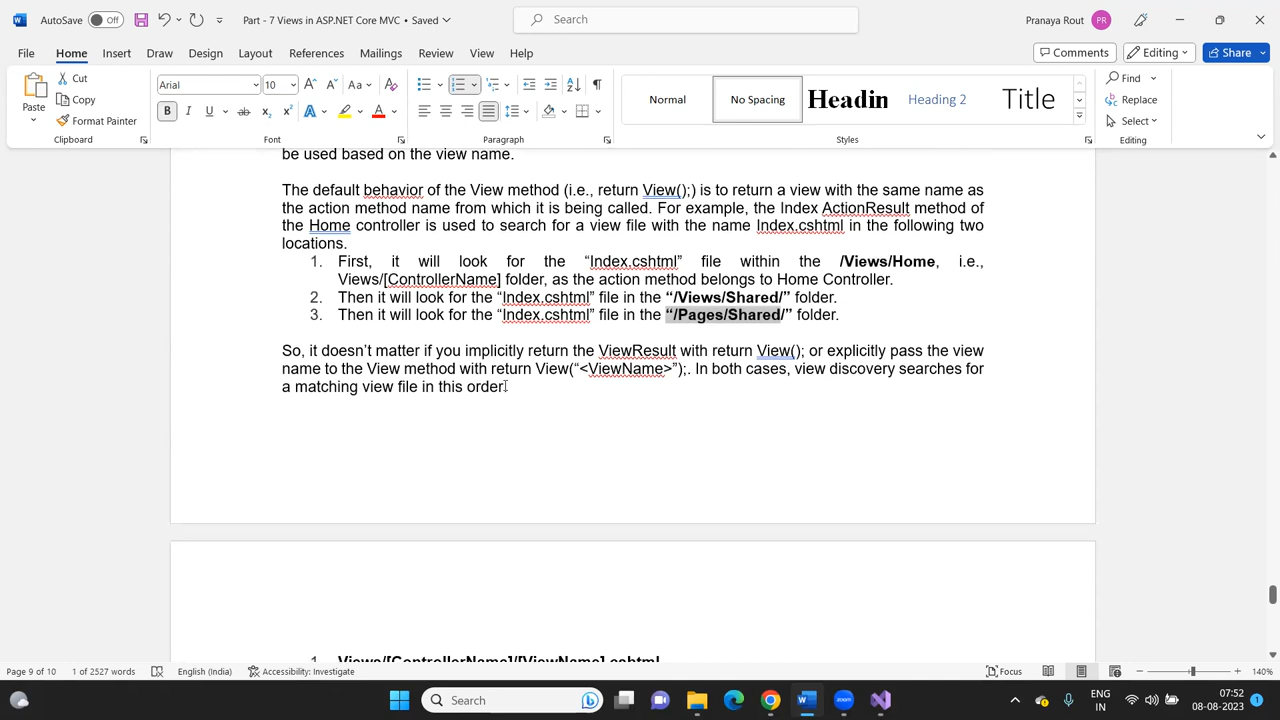 AutoSave Off Part - 7 Views in ASP.NET Core MVC • Saved Search Pranaya Rout PR
File Home Insert Draw Design Layout References Mailings Review View Help Comments Editing Share
Paste Cut Copy Format Painter
Clipboard
Arial 10 Aa
B I U ab x₂ x² A A
Font
Paragraph
Normal No Spacing Headin Heading 2 Title
Styles
Find Replace Select
Editing
be used based on the view name.
The default behavior of the View method (i.e., return View();) is to return a view with the same name as
the action method name from which it is being called. For example, the Index ActionResult method of
the Home controller is used to search for a view file with the name Index.cshtml in the following two
locations.
1. First, it will look for the “Index.cshtml” file within the /Views/Home, i.e.,
Views/[ControllerName] folder, as the action method belongs to Home Controller.
2. Then it will look for the “Index.cshtml” file in the “/Views/Shared/” folder.
3. Then it will look for the “Index.cshtml” file in the “/Pages/Shared/” folder.
So, it doesn’t matter if you implicitly return the ViewResult with return View(); or explicitly pass the view
name to the View method with return View(“<ViewName>”);. In both cases, view discovery searches for
a matching view file in this order.
1. Views/[ControllerName]/[ViewName].cshtml
Page 9 of 10 1 of 2527 words English (India) Accessibility: Investigate Focus 140%
Search zoom ENG IN 07:52 08-08-2023